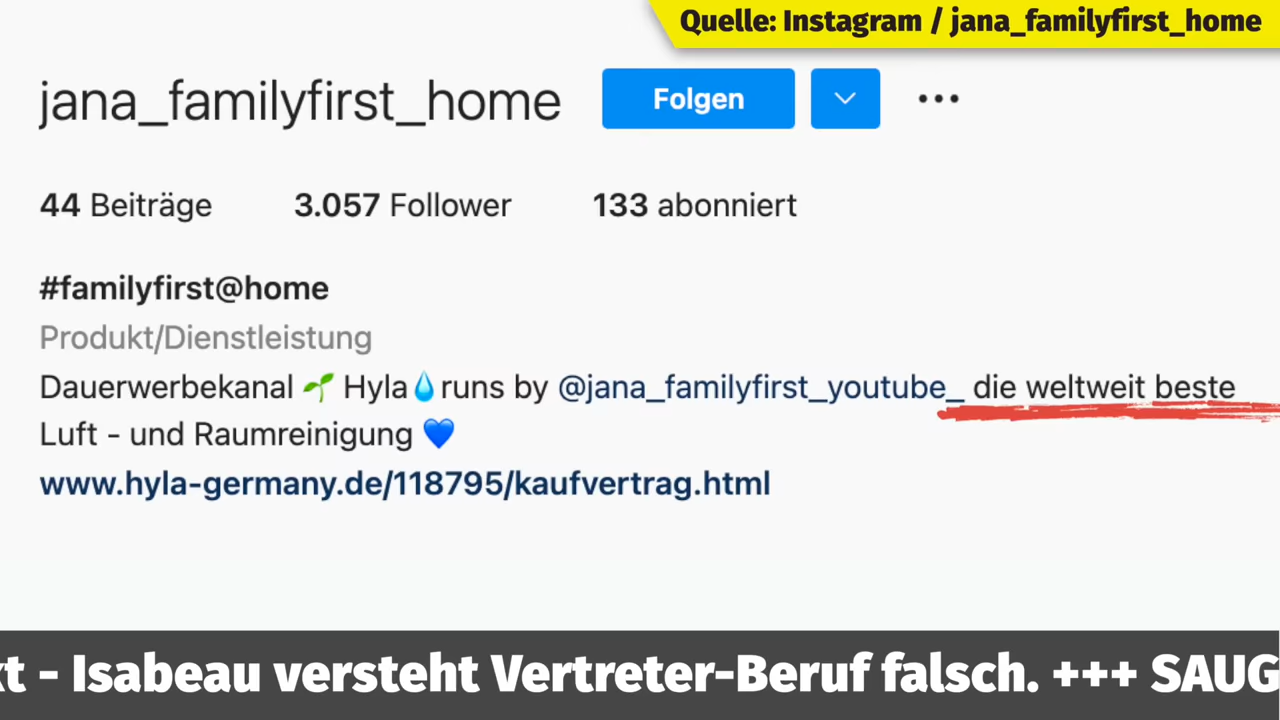 Quelle: Instagram / jana_familyfirst_home
jana_familyfirst_home Folgen
44 Beiträge 3.057 Follower 133 abonniert
#familyfirst@home
Produkt/Dienstleistung
Dauerwerbekanal 🌱 Hyla💧runs by @jana_familyfirst_youtube_ die weltweit beste
Luft - und Raumreinigung 💙
www.hyla-germany.de/118795/kaufvertrag.html
- Isabeau versteht Vertreter-Beruf falsch. +++ SAUG